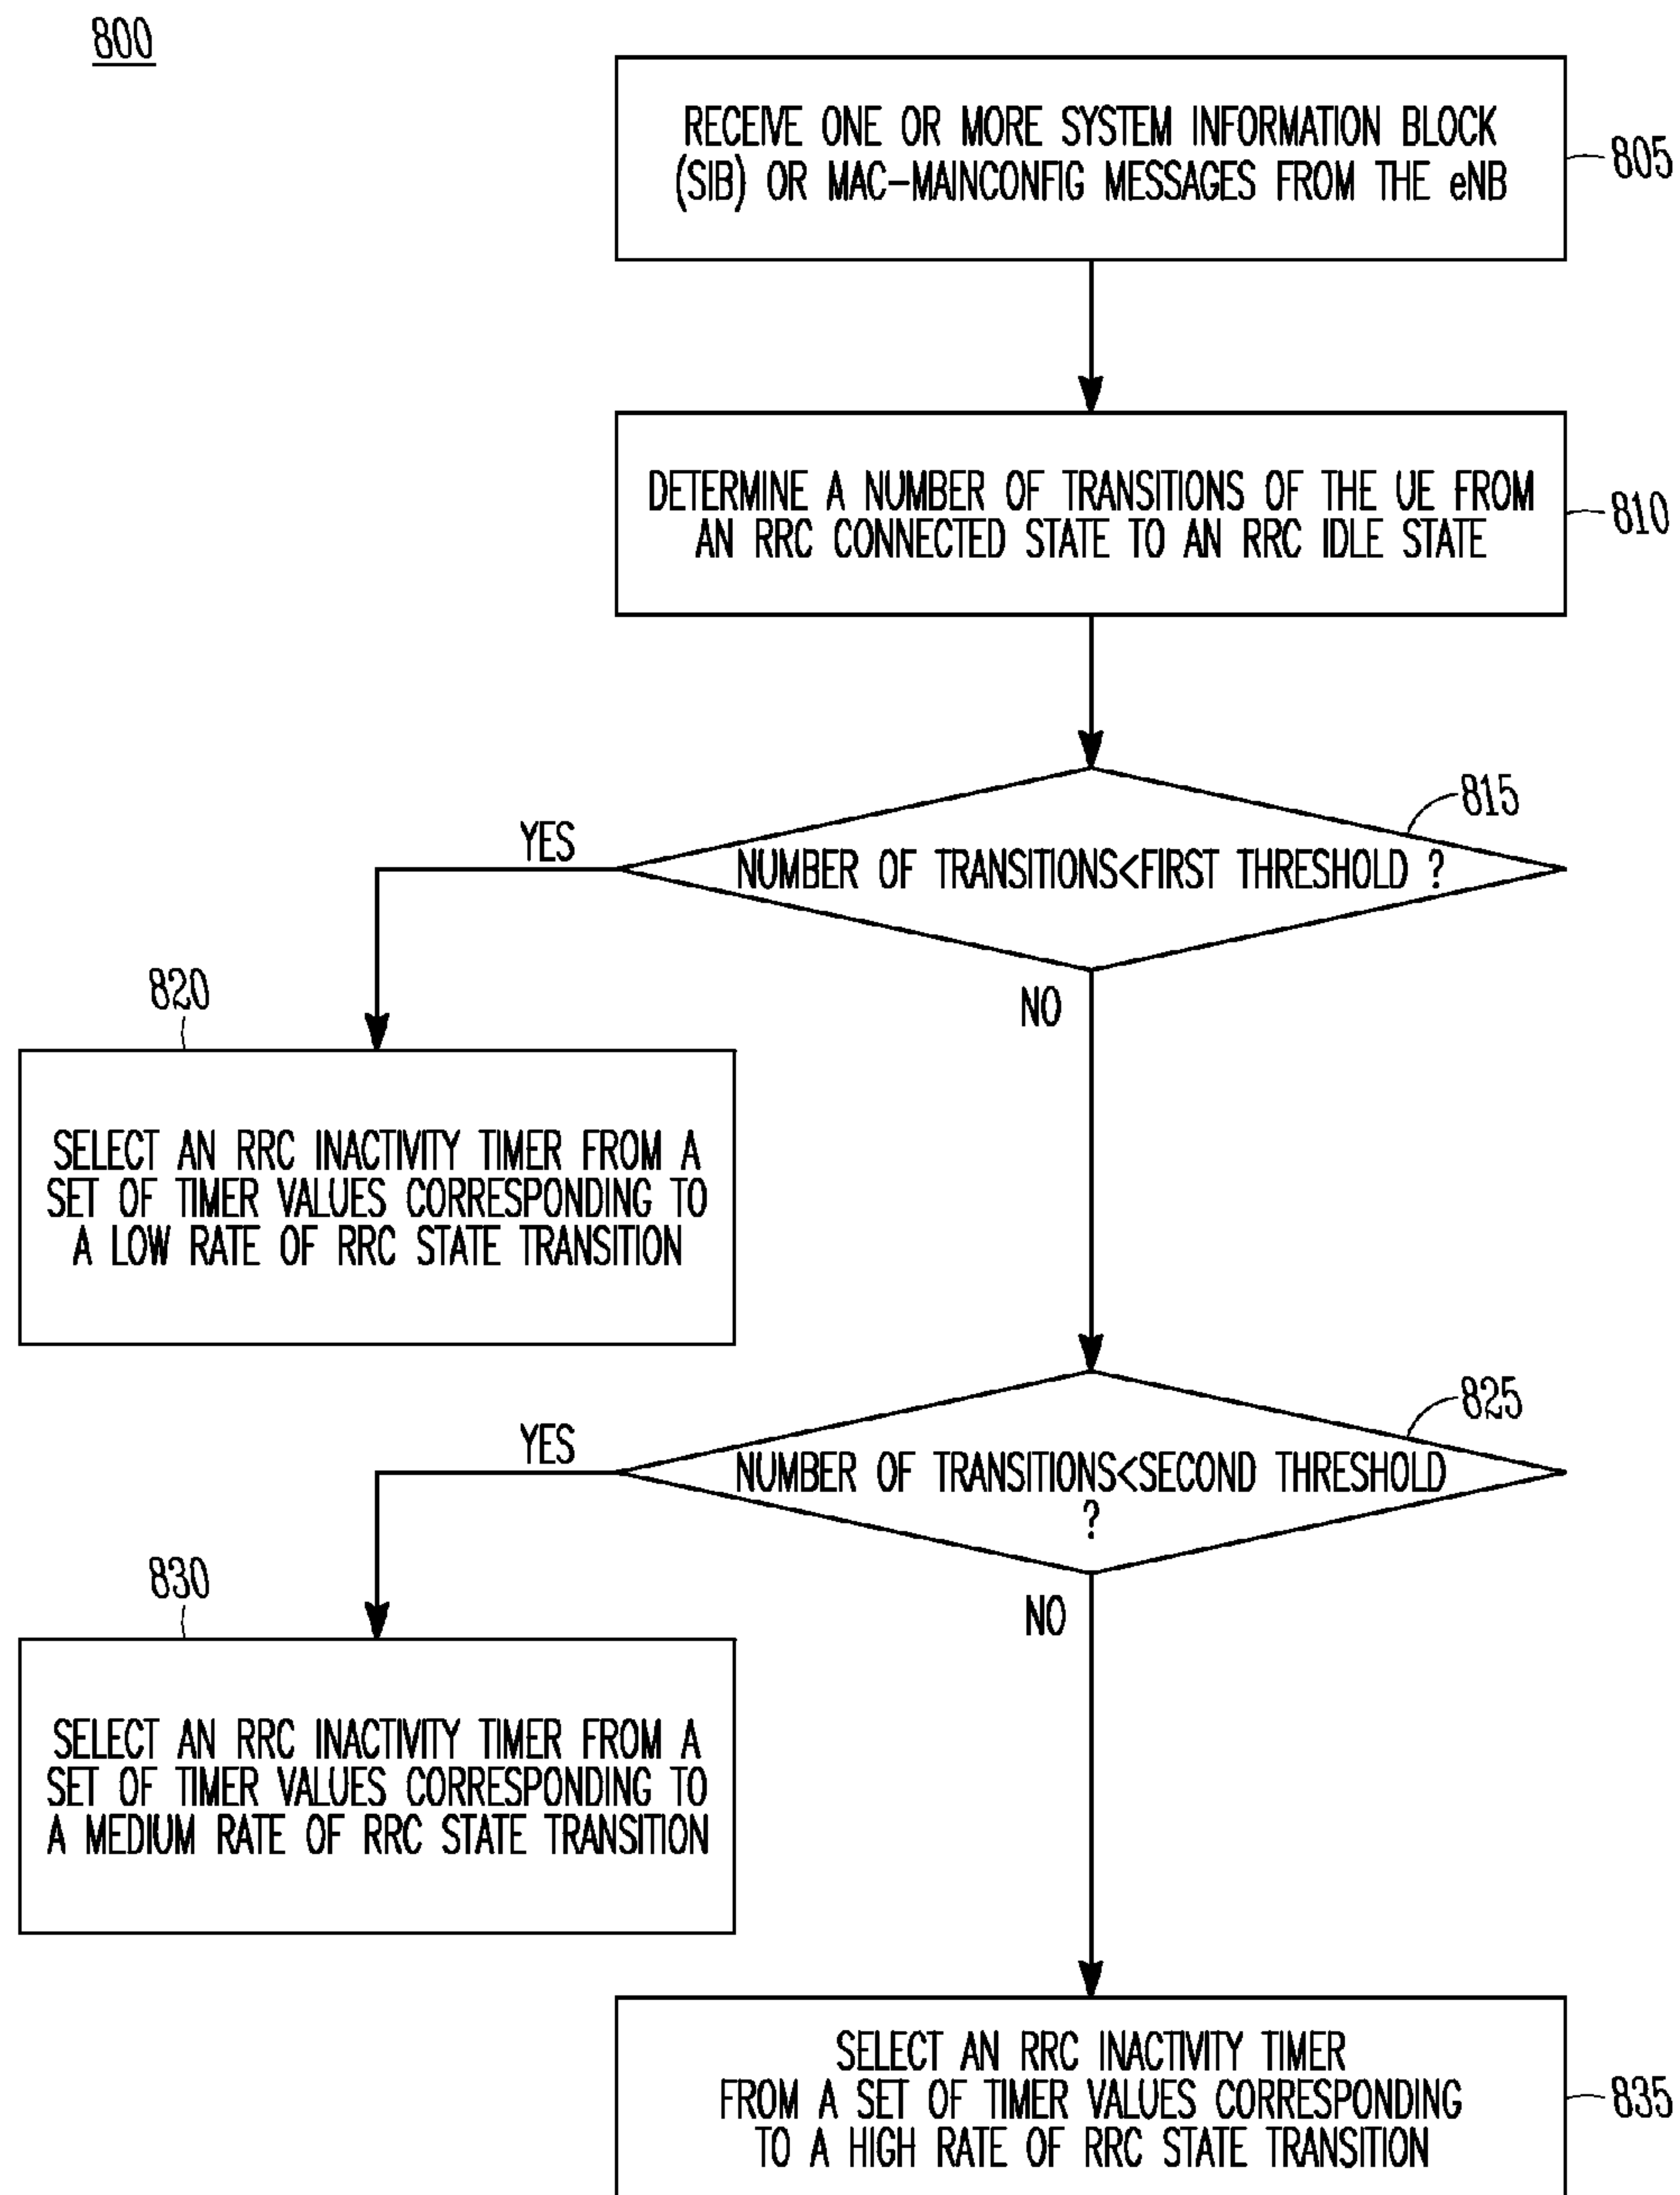 800
RECEIVE ONE OR MORE SYSTEM INFORMATION BLOCK
(SIB) OR MAC-MAINCONFIG MESSAGES FROM THE eNB
805
DETERMINE A NUMBER OF TRANSITIONS OF THE UE FROM
AN RRC CONNECTED STATE TO AN RRC IDLE STATE
810
815
YES
NUMBER OF TRANSITIONS<FIRST THRESHOLD ?
NO
820
SELECT AN RRC INACTIVITY TIMER FROM A
SET OF TIMER VALUES CORRESPONDING TO
A LOW RATE OF RRC STATE TRANSITION
825
YES
NUMBER OF TRANSITIONS<SECOND THRESHOLD
?
NO
830
SELECT AN RRC INACTIVITY TIMER FROM A
SET OF TIMER VALUES CORRESPONDING TO
A MEDIUM RATE OF RRC STATE TRANSITION
SELECT AN RRC INACTIVITY TIMER
FROM A SET OF TIMER VALUES CORRESPONDING
TO A HIGH RATE OF RRC STATE TRANSITION
835